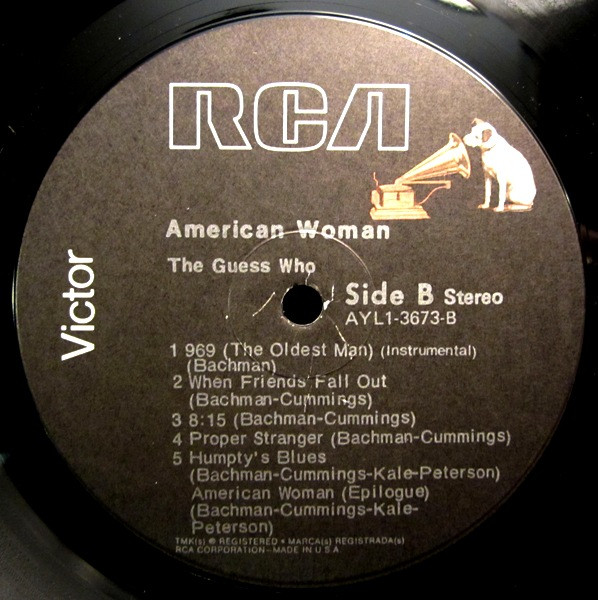 RCA
Victor
American Woman
The Guess Who
Side B Stereo
AYL1-3673-B
1 969 (The Oldest Man) (Instrumental)
(Bachman)
2 When Friends Fall Out
(Bachman-Cummings)
3 8:15 (Bachman-Cummings)
4 Proper Stranger (Bachman-Cummings)
5 Humpty's Blues
(Bachman-Cummings-Kale-Peterson)
American Woman (Epilogue)
(Bachman-Cummings-Kale-
Peterson)
TMK(s) ® REGISTERED • MARCA(s) REGISTRADA(s)
RCA CORPORATION—MADE IN U S A